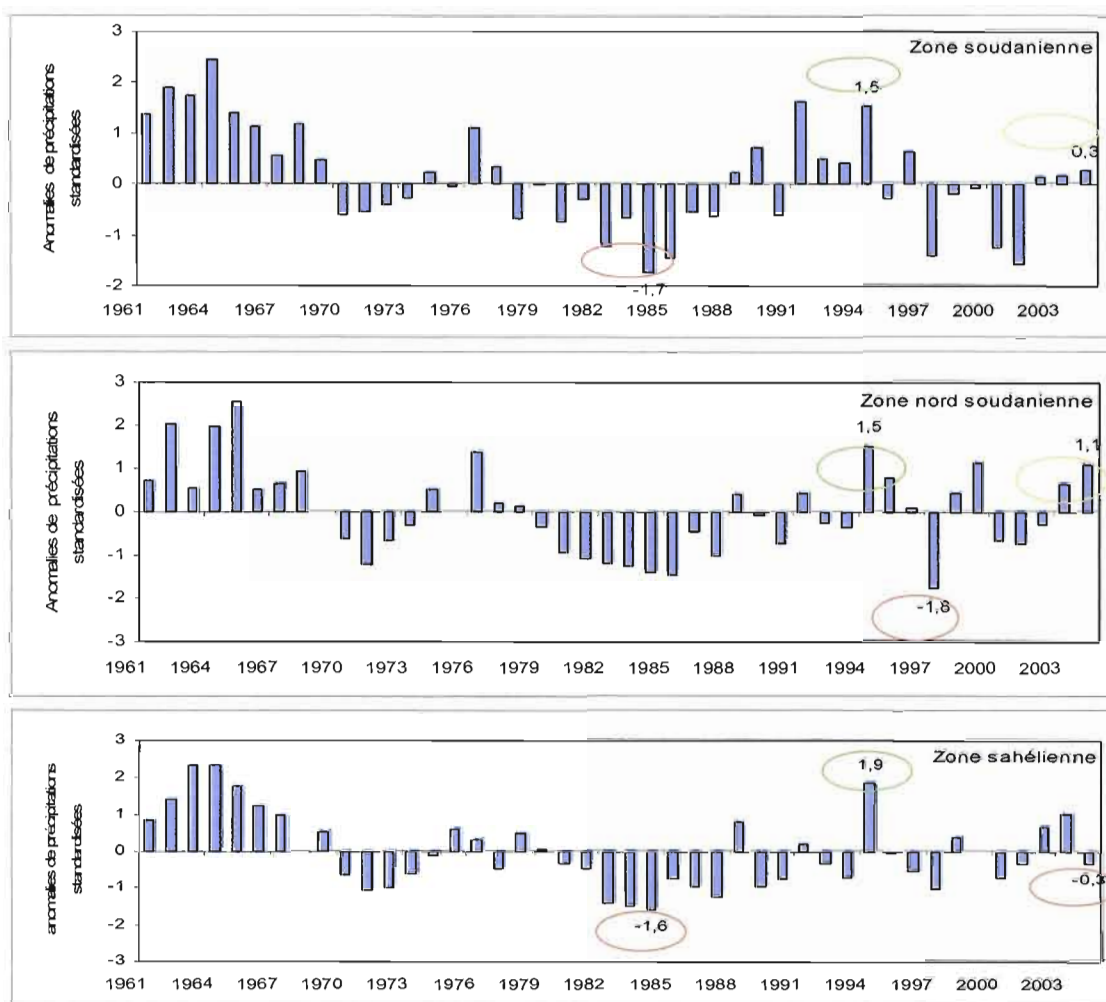 Zone soudanienne
Anomalies de précipitations
standardisées
3
2
1
0
-1
-2
1,5
0,3
-1,7
1961 1964 1967 1970 1973 1976 1979 1982 1985 1988 1991 1994 1997 2000 2003
Zone nord soudanienne
Anomalies de précipitations
standardisées
3
2
1
0
-1
-2
-3
1,5
1,1
-1,8
1961 1964 1967 1970 1973 1976 1979 1982 1985 1988 1991 1994 1997 2000 2003
Zone sahélienne
anomalies de précipitations
standardisées
3
2
1
0
-1
-2
-3
1,9
-0,3
-1,6
1961 1964 1967 1970 1973 1976 1979 1982 1985 1988 1991 1994 1997 2000 2003